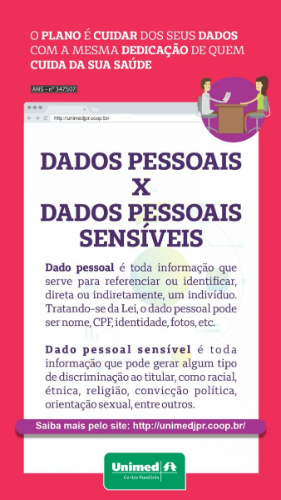 O PLANO É CUIDAR DOS SEUS DADOS
COM A MESMA DEDICAÇÃO DE QUEM
CUIDA DA SUA SAÚDE
ANS - nº 347507
http://unimedjpr.coop.br/
DADOS PESSOAIS
X
DADOS PESSOAIS
SENSÍVEIS
Dado pessoal é toda informação que
serve para referenciar ou identificar,
direta ou indiretamente, um indivíduo.
Tratando-se da Lei, o dado pessoal pode
ser nome, CPF, identidade, fotos, etc.
Dado pessoal sensível é toda
informação que pode gerar algum tipo
de discriminação ao titular, como racial,
étnica, religião, convicção política,
orientação sexual, entre outros.
Saiba mais pelo site: http://unimedjpr.coop.br/
Unimed